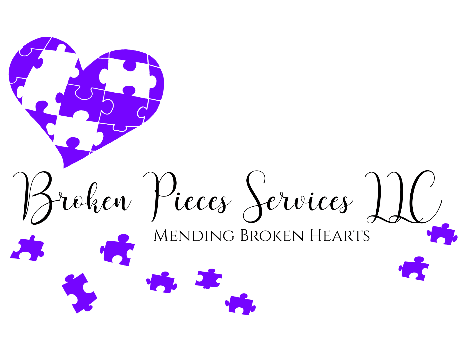 Broken Pieces Services LLC
Mending Broken Hearts